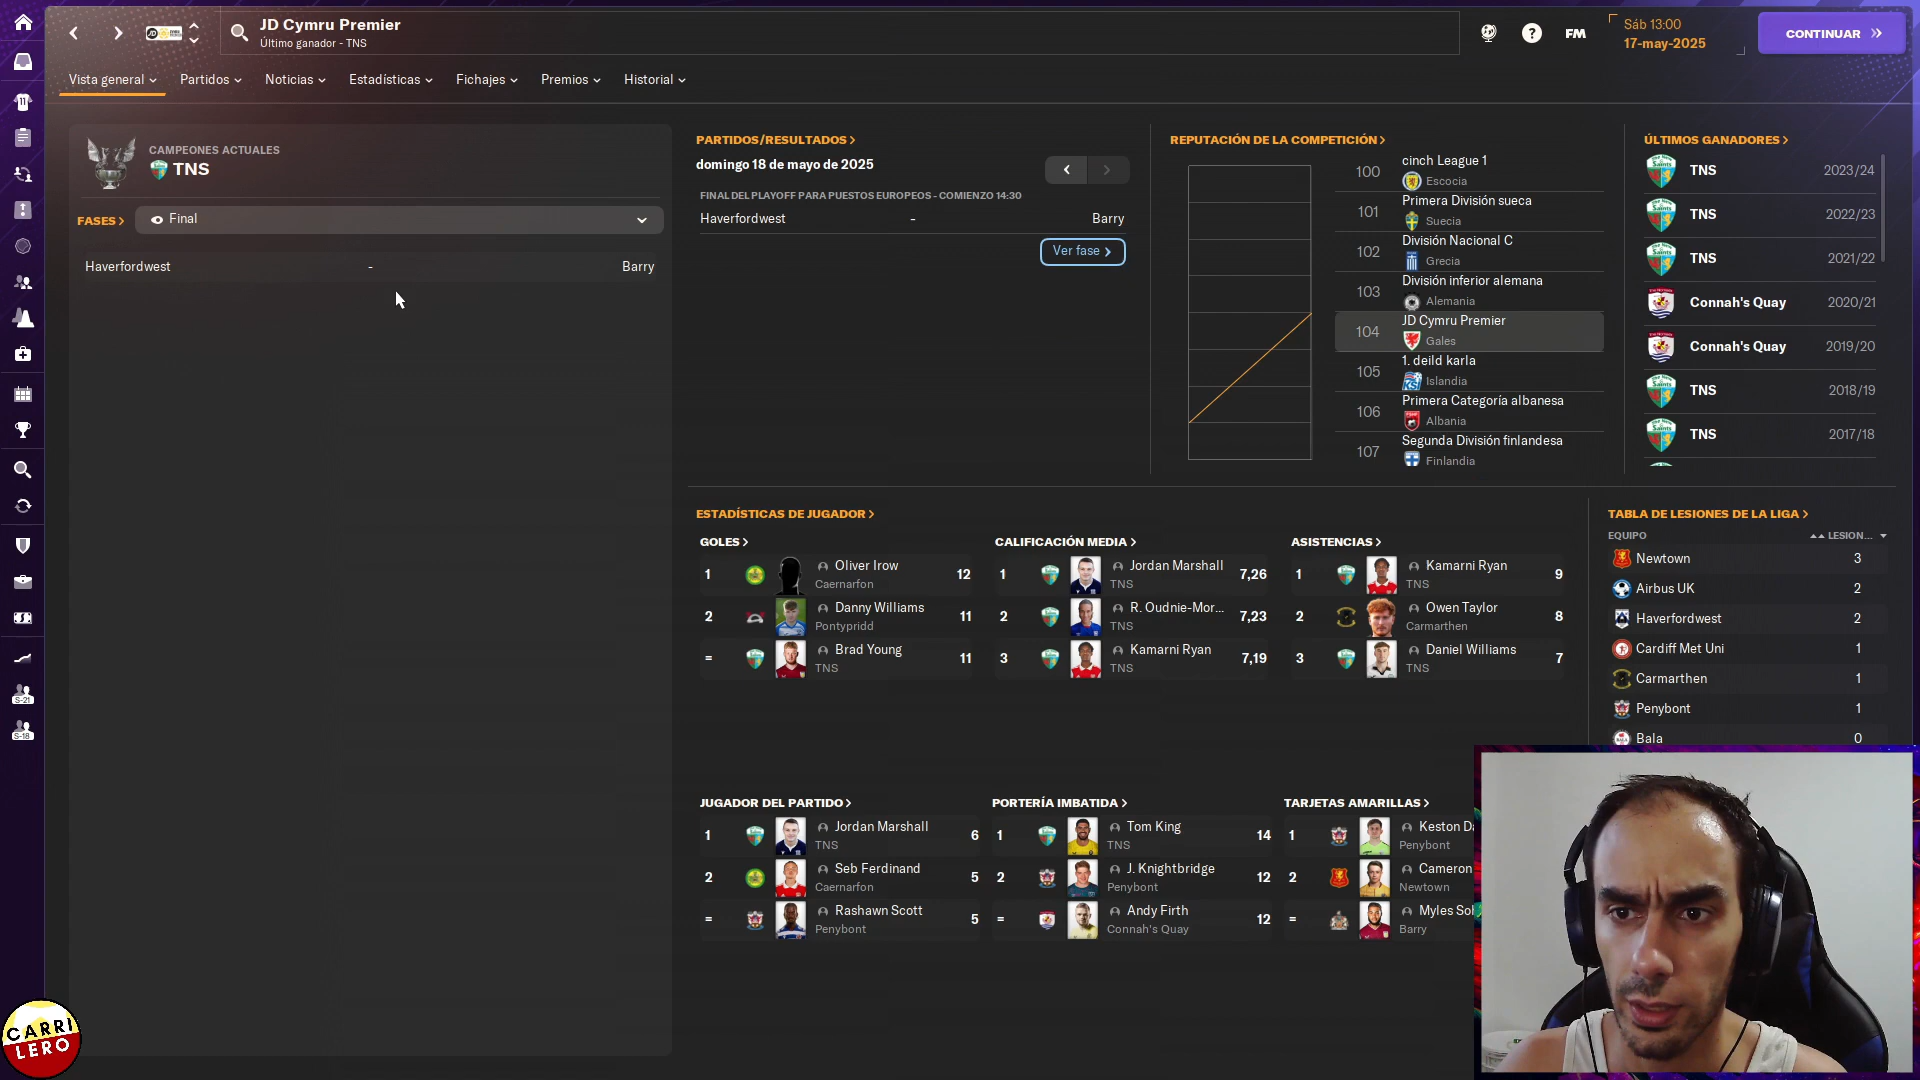 JD Cymru Premier
Último ganador - TNS
FM
Sáb 13:00
17-may-2025
CONTINUAR
Vista general
Partidos
Noticias
Estadísticas
Fichajes
Premios
Historial
CAMPEONES ACTUALES
TNS
FASES
Final
Haverfordwest - Barry
PARTIDOS/RESULTADOS
domingo 18 de mayo de 2025
FINAL DEL PLAYOFF PARA PUESTOS EUROPEOS - COMIENZO 14:30
Haverfordwest - Barry
Ver fase
REPUTACIÓN DE LA COMPETICIÓN
100 cinch League 1
Escocia
101 Primera División sueca
Suecia
102 División Nacional C
Grecia
103 División inferior alemana
Alemania
104 JD Cymru Premier
Gales
105 1. deild karla
Islandia
106 Primera Categoría albanesa
Albania
107 Segunda División finlandesa
Finlandia
ÚLTIMOS GANADORES
TNS 2023/24
TNS 2022/23
TNS 2021/22
Connah's Quay 2020/21
Connah's Quay 2019/20
TNS 2018/19
TNS 2017/18
ESTADÍSTICAS DE JUGADOR
GOLES
1 Oliver Irow 12
Caernarfon
2 Danny Williams 11
Pontypridd
= Brad Young 11
TNS
CALIFICACIÓN MEDIA
1 Jordan Marshall 7,26
TNS
2 R. Oudnie-Mor... 7,23
TNS
3 Kamarni Ryan 7,19
TNS
ASISTENCIAS
1 Kamarni Ryan 9
TNS
2 Owen Taylor 8
Carmarthen
3 Daniel Williams 7
TNS
TABLA DE LESIONES DE LA LIGA
EQUIPO LESION...
Newtown 3
Airbus UK 2
Haverfordwest 2
Cardiff Met Uni 1
Carmarthen 1
Penybont 1
Bala 0
JUGADOR DEL PARTIDO
1 Jordan Marshall 6
TNS
2 Seb Ferdinand 5
Caernarfon
= Rashawn Scott 5
Penybont
PORTERÍA IMBATIDA
1 Tom King 14
TNS
2 J. Knightbridge 12
Penybont
= Andy Firth 12
Connah's Quay
TARJETAS AMARILLAS
1 Keston Da
Penybont
2 Cameron
Newtown
= Myles Sol
Barry
S-21
S-18
CARRI
LERO